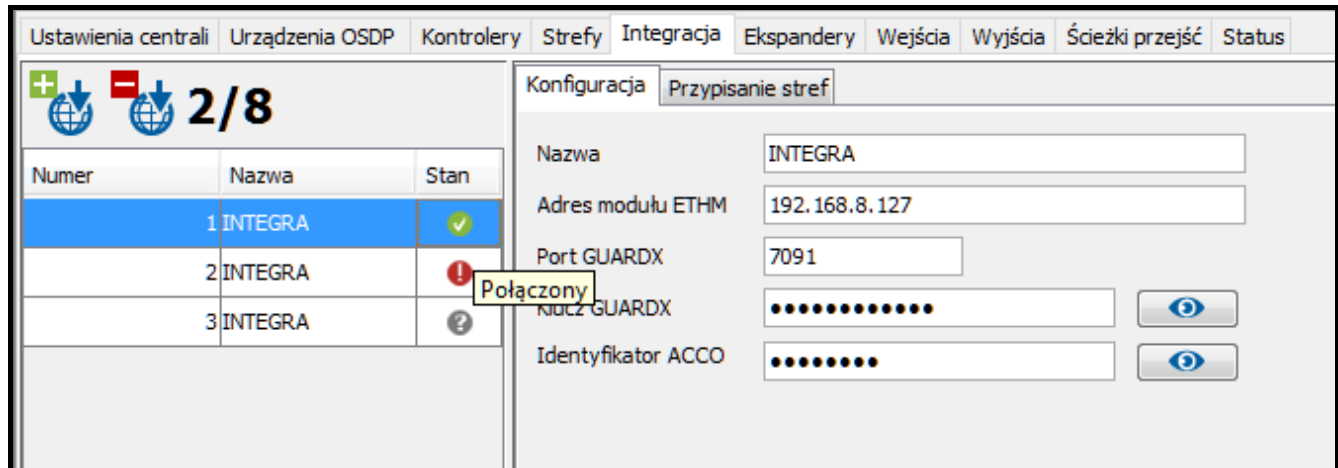 Ustawienia centrali Urządzenia OSDP Kontrolery Strefy Integracja Ekspandery Wejścia Wyjścia Ścieżki przejść Status
2/8
Konfiguracja Przypisanie stref
Numer Nazwa Stan
1 INTEGRA
2 INTEGRA
3 INTEGRA
Połączony
Nazwa INTEGRA
Adres modułu ETHM 192.168.8.127
Port GUARDX 7091
Klucz GUARDX ••••••••••••
Identyfikator ACCO ••••••••